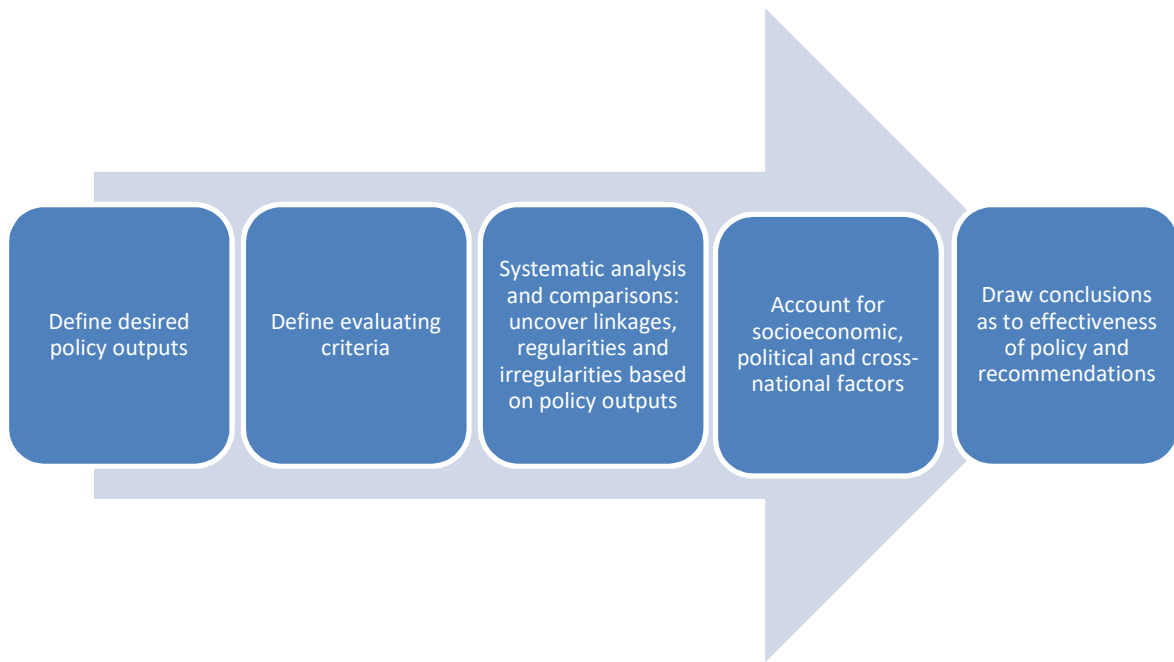 Define desired
policy outputs
Define evaluating
criteria
Systematic analysis
and comparisons:
uncover linkages,
regularities and
irregularities based
on policy outputs
Account for
socioeconomic,
political and cross-
national factors
Draw conclusions
as to effectiveness
of policy and
recommendations